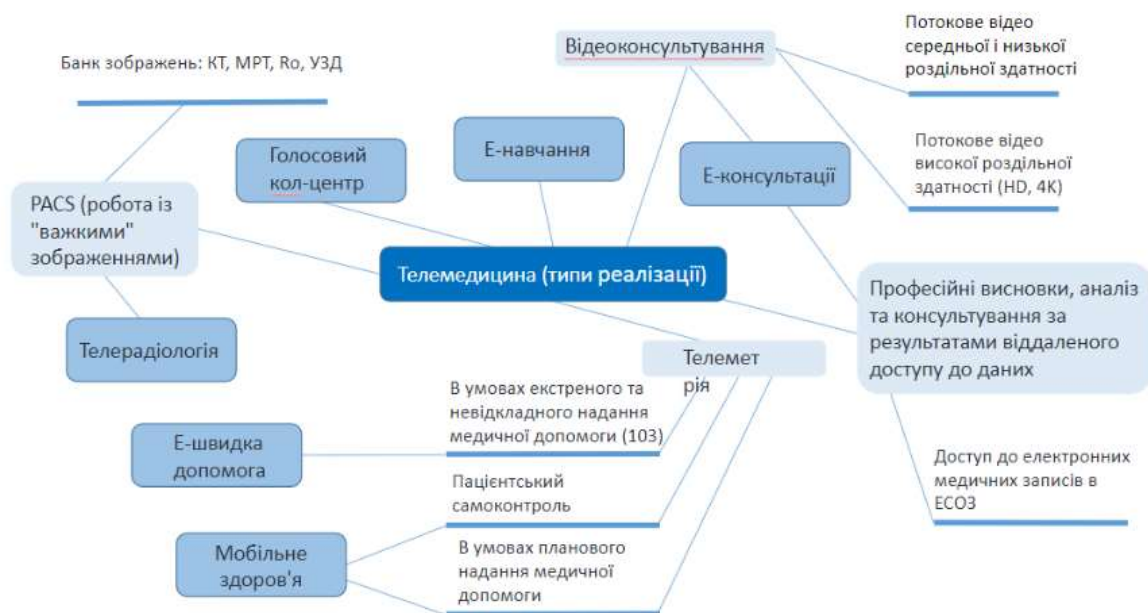 Банк зображень: КТ, МРТ, Ro, УЗД
Відеоконсультування
Потокове відео
середньої і низької
роздільної здатності
Голосовий
кол-центр
Е-навчання
Е-консультації
Потокове відео
високої роздільної
здатності (HD, 4K)
PACS (робота із
"важкими"
зображеннями)
Телемедицина (типи реалізації)
Професійні висновки, аналіз
та консультування за
результатами віддаленого
доступу до даних
Телерадіологія
Телемет
рія
В умовах екстреного та
невідкладного надання
медичної допомоги (103)
Е-швидка
допомога
Пацієнтський
самоконтроль
Доступ до електронних
медичних записів в
ЕСОЗ
Мобільне
здоров'я
В умовах планового
надання медичної
допомоги